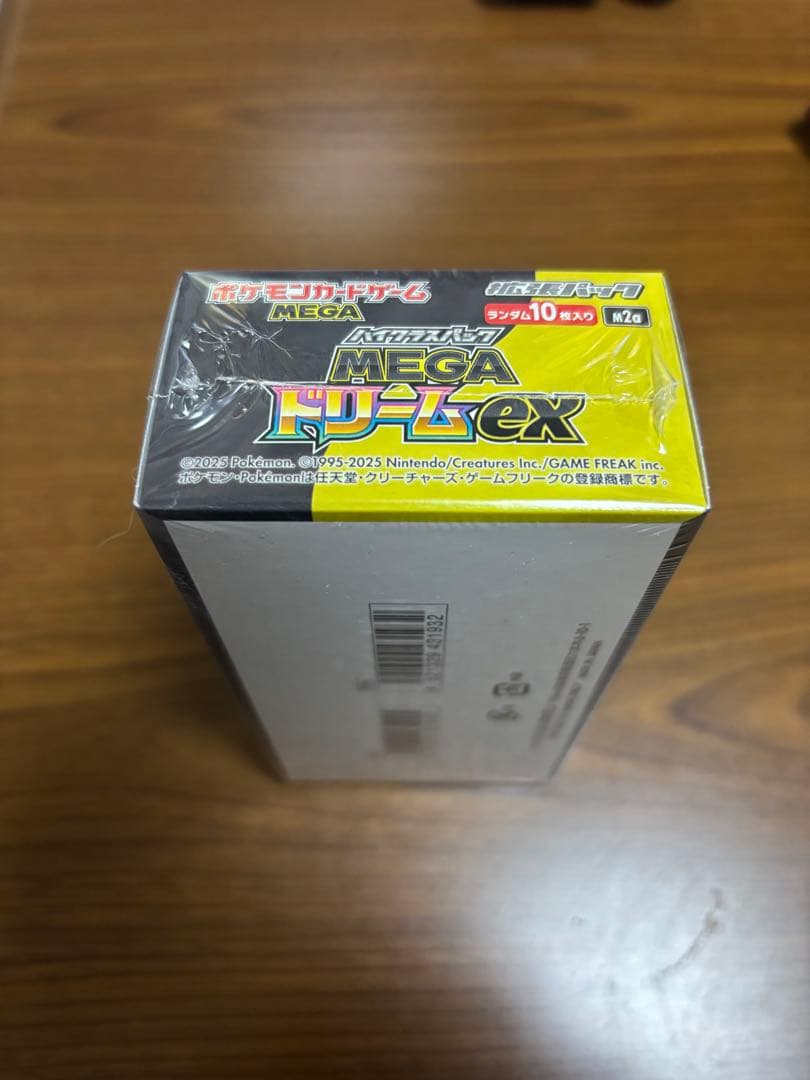 ポケモンカードゲーム
MEGA
拡張パック
ランダム10枚入り M2a
ハイクラスパック
MEGA
ドリームex
©2025 Pokémon. ©1995-2025 Nintendo/Creatures Inc./GAME FREAK inc.
ポケモン・Pokémonは任天堂・クリーチャーズ・ゲームフリークの登録商標です。